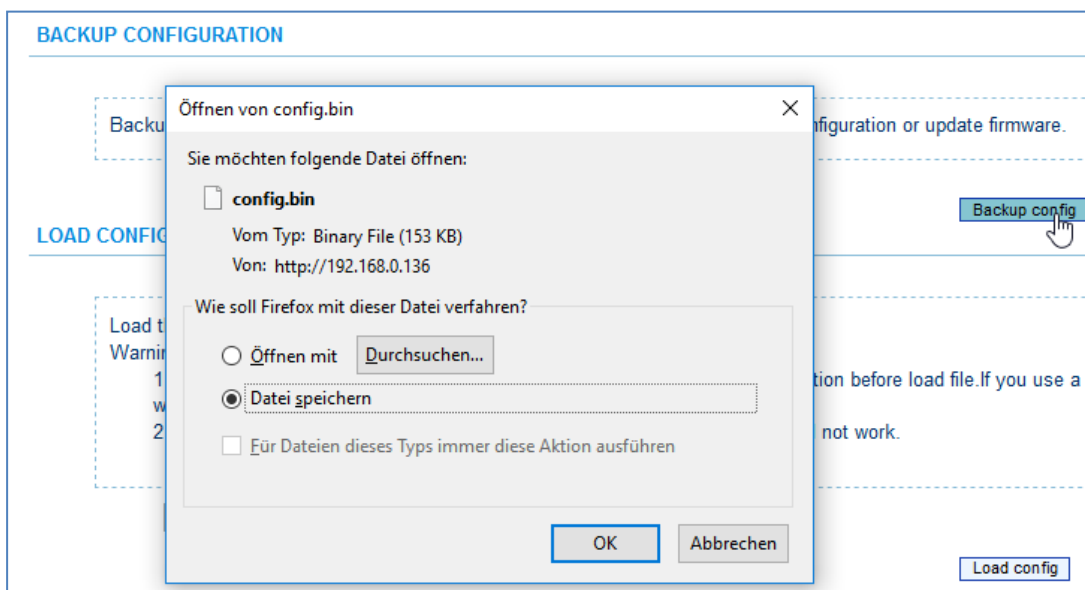 BACKUP CONFIGURATION
Öffnen von config.bin
nfiguration or update firmware.
Sie möchten folgende Datei öffnen:
config.bin
Backup config
Vom Typ: Binary File (153 KB)
LOAD
Von: http://192.168.0.136
Wie soll Firefox mit dieser Datei verfahren?
Load
Öffnen mit Durchsuchen...
1
tion before load file.If you use a
Datei speichern
2
not work.
Für Dateien dieses Typs immer diese Aktion ausführen
OK Abbrechen
Load config